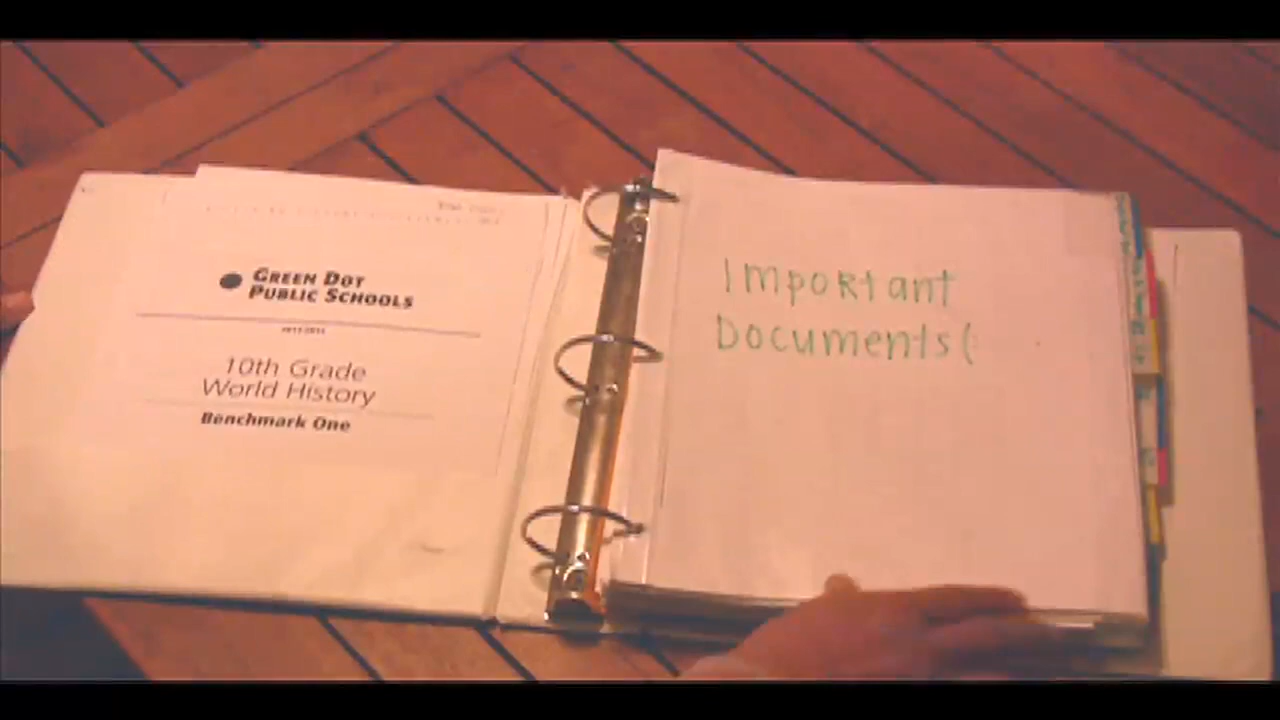 GREEN DOT
PUBLIC SCHOOLS
10th Grade
World History
Benchmark One
Important
Documents(